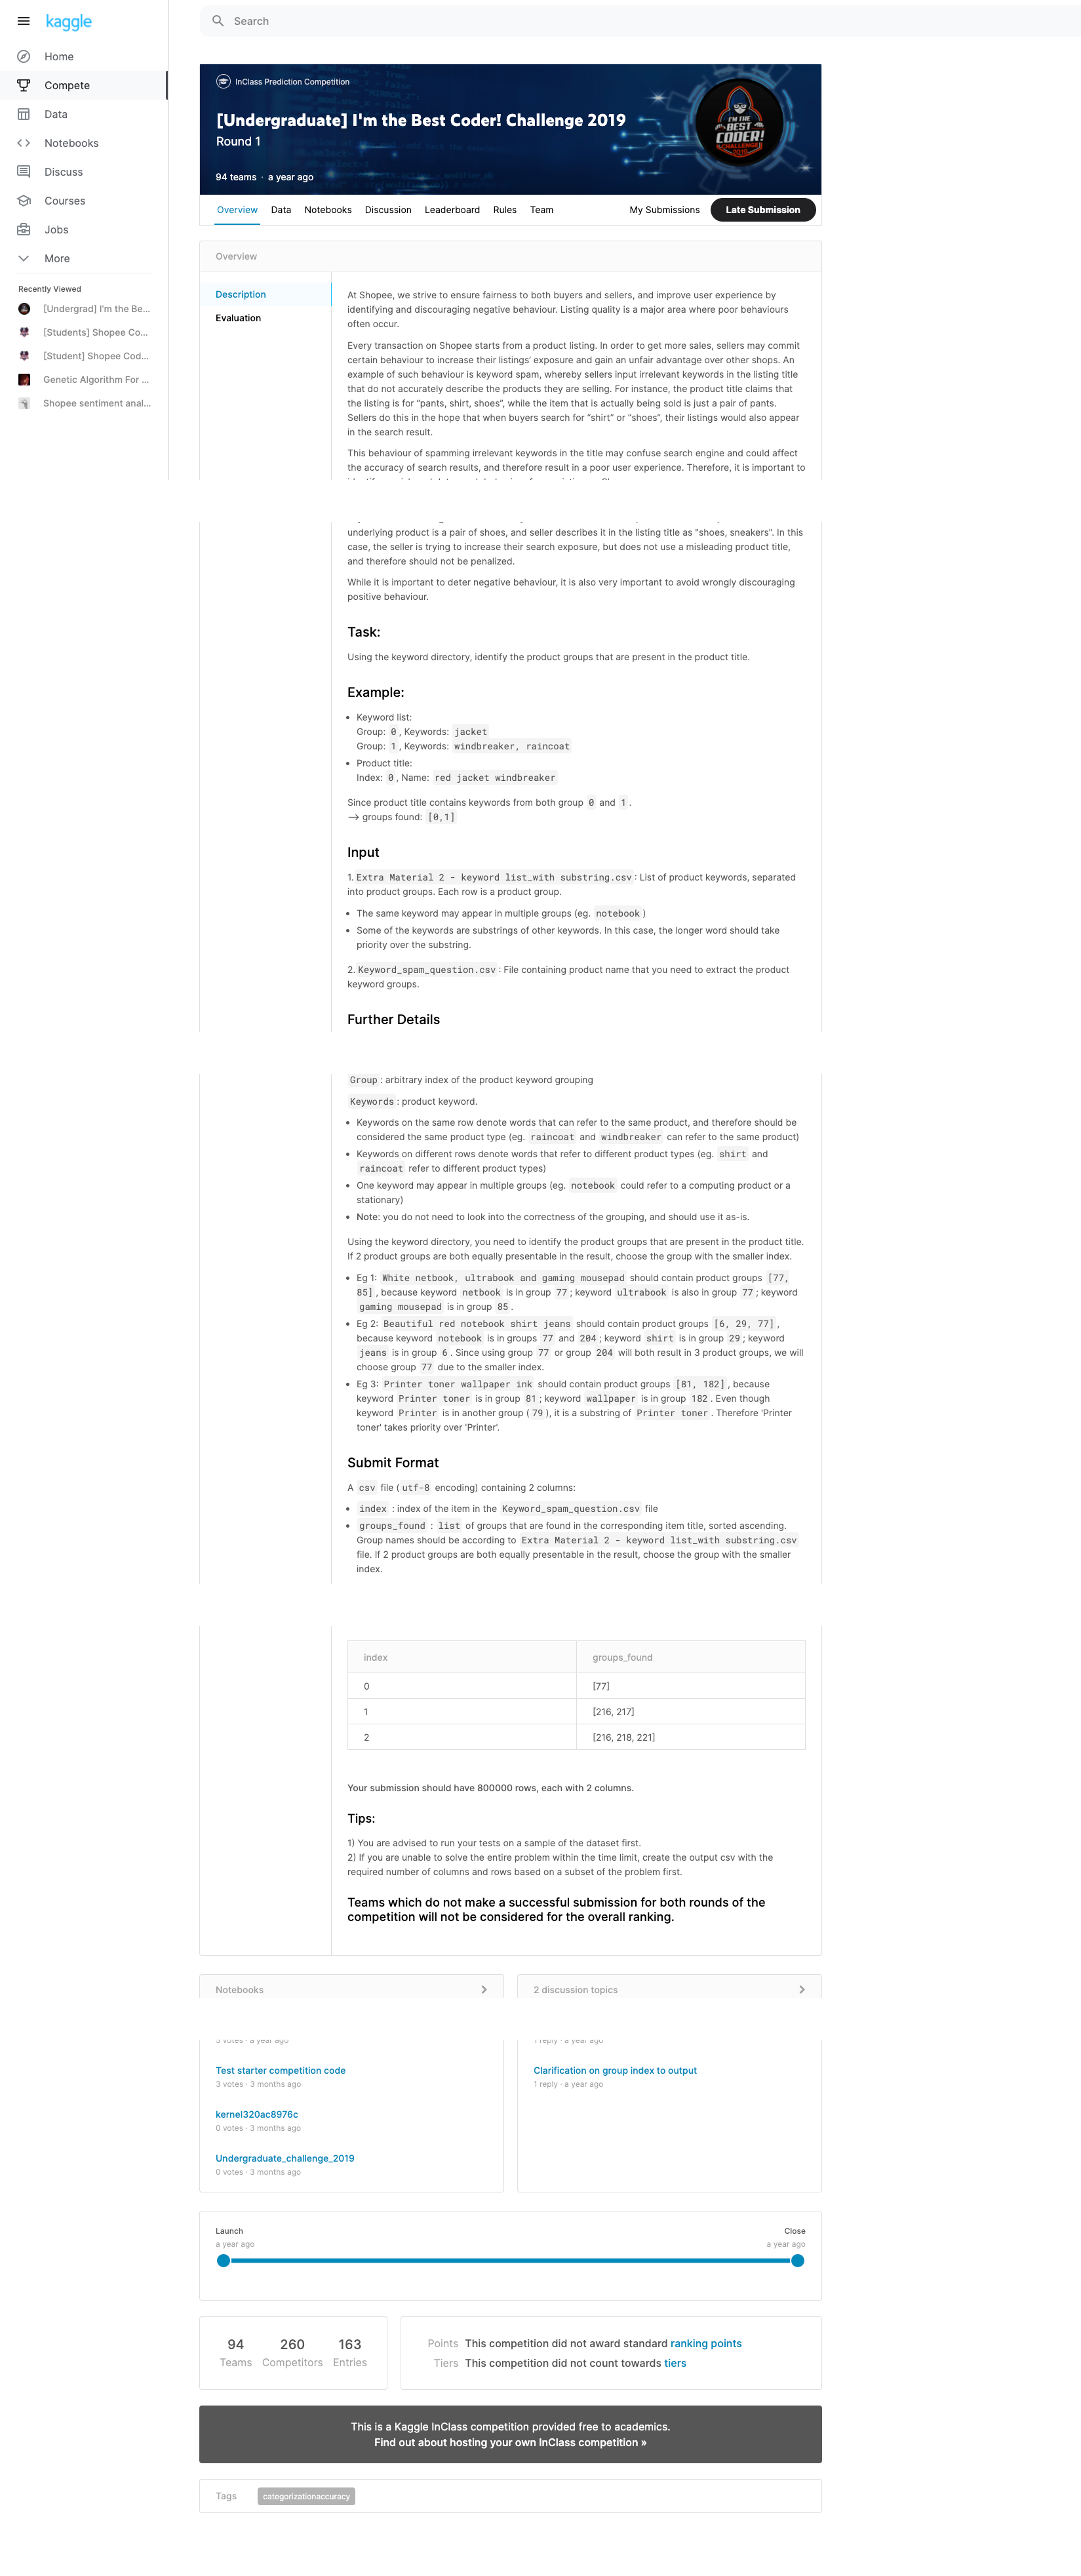 kaggle
Search
Home
Compete
Data
Notebooks
Discuss
Courses
Jobs
More
Recently Viewed
[Undergrad] I'm the Be...
[Students] Shopee Co...
[Student] Shopee Cod...
Genetic Algorithm For ...
Shopee sentiment anal...
InClass Prediction Competition
[Undergraduate] I'm the Best Coder! Challenge 2019
Round 1
94 teams · a year ago
I'M THE
BEST
CODER!
CHALLENGE
2019
Overview Data Notebooks Discussion Leaderboard Rules Team My Submissions Late Submission
Overview
Description
Evaluation
At Shopee, we strive to ensure fairness to both buyers and sellers, and improve user experience by
identifying and discouraging negative behaviour. Listing quality is a major area where poor behaviours
often occur.
Every transaction on Shopee starts from a product listing. In order to get more sales, sellers may commit
certain behaviour to increase their listings' exposure and gain an unfair advantage over other shops. An
example of such behaviour is keyword spam, whereby sellers input irrelevant keywords in the listing title
that do not accurately describe the products they are selling. For instance, the product title claims that
the listing is for "pants, shirt, shoes", while the item that is actually being sold is just a pair of pants.
Sellers do this in the hope that when buyers search for "shirt" or "shoes", their listings would also appear
in the search result.
This behaviour of spamming irrelevant keywords in the title may confuse search engine and could affect
the accuracy of search results, and therefore result in a poor user experience. Therefore, it is important to
underlying product is a pair of shoes, and seller describes it in the listing title as "shoes, sneakers". In this
case, the seller is trying to increase their search exposure, but does not use a misleading product title,
and therefore should not be penalized.
While it is important to deter negative behaviour, it is also very important to avoid wrongly discouraging
positive behaviour.
Task:
Using the keyword directory, identify the product groups that are present in the product title.
Example:
• Keyword list:
Group: 0, Keywords: jacket
Group: 1, Keywords: windbreaker, raincoat
• Product title:
Index: 0, Name: red jacket windbreaker
Since product title contains keywords from both group 0 and 1.
→ groups found: [0,1]
Input
1. Extra Material 2 - keyword list_with substring.csv: List of product keywords, separated
into product groups. Each row is a product group.
• The same keyword may appear in multiple groups (eg. notebook)
• Some of the keywords are substrings of other keywords. In this case, the longer word should take
priority over the substring.
2. Keyword_spam_question.csv: File containing product name that you need to extract the product
keyword groups.
Further Details
Group: arbitrary index of the product keyword grouping
Keywords: product keyword.
• Keywords on the same row denote words that can refer to the same product, and therefore should be
considered the same product type (eg. raincoat and windbreaker can refer to the same product)
• Keywords on different rows denote words that refer to different product types (eg. shirt and
raincoat refer to different product types)
• One keyword may appear in multiple groups (eg. notebook could refer to a computing product or a
stationary)
• Note: you do not need to look into the correctness of the grouping, and should use it as-is.
Using the keyword directory, you need to identify the product groups that are present in the product title.
If 2 product groups are both equally presentable in the result, choose the group with the smaller index.
• Eg 1: White netbook, ultrabook and gaming mousepad should contain product groups [77,
85], because keyword netbook is in group 77; keyword ultrabook is also in group 77; keyword
gaming mousepad is in group 85.
• Eg 2: Beautiful red notebook shirt jeans should contain product groups [6, 29, 77],
because keyword notebook is in groups 77 and 204; keyword shirt is in group 29; keyword
jeans is in group 6. Since using group 77 or group 204 will both result in 3 product groups, we will
choose group 77 due to the smaller index.
• Eg 3: Printer toner wallpaper ink should contain product groups [81, 182], because
keyword Printer toner is in group 81; keyword wallpaper is in group 182. Even though
keyword Printer is in another group (79), it is a substring of Printer toner. Therefore 'Printer
toner' takes priority over 'Printer'.
Submit Format
A csv file (utf-8 encoding) containing 2 columns:
• index : index of the item in the Keyword_spam_question.csv file
• groups_found : list of groups that are found in the corresponding item title, sorted ascending.
Group names should be according to Extra Material 2 - keyword list_with substring.csv
file. If 2 product groups are both equally presentable in the result, choose the group with the smaller
index.
index groups_found
0 [77]
1 [216, 217]
2 [216, 218, 221]
Your submission should have 800000 rows, each with 2 columns.
Tips:
1) You are advised to run your tests on a sample of the dataset first.
2) If you are unable to solve the entire problem within the time limit, create the output csv with the
required number of columns and rows based on a subset of the problem first.
Teams which do not make a successful submission for both rounds of the
competition will not be considered for the overall ranking.
Notebooks
2 discussion topics
5 votes · a year ago
1 reply · a year ago
Test starter competition code
3 votes · 3 months ago
Clarification on group index to output
1 reply · a year ago
kernel320ac8976c
0 votes · 3 months ago
Undergraduate_challenge_2019
0 votes · 3 months ago
Launch Close
a year ago a year ago
94 260 163
Teams Competitors Entries
Points This competition did not award standard ranking points
Tiers This competition did not count towards tiers
This is a Kaggle InClass competition provided free to academics.
Find out about hosting your own InClass competition »
Tags categorizationaccuracy